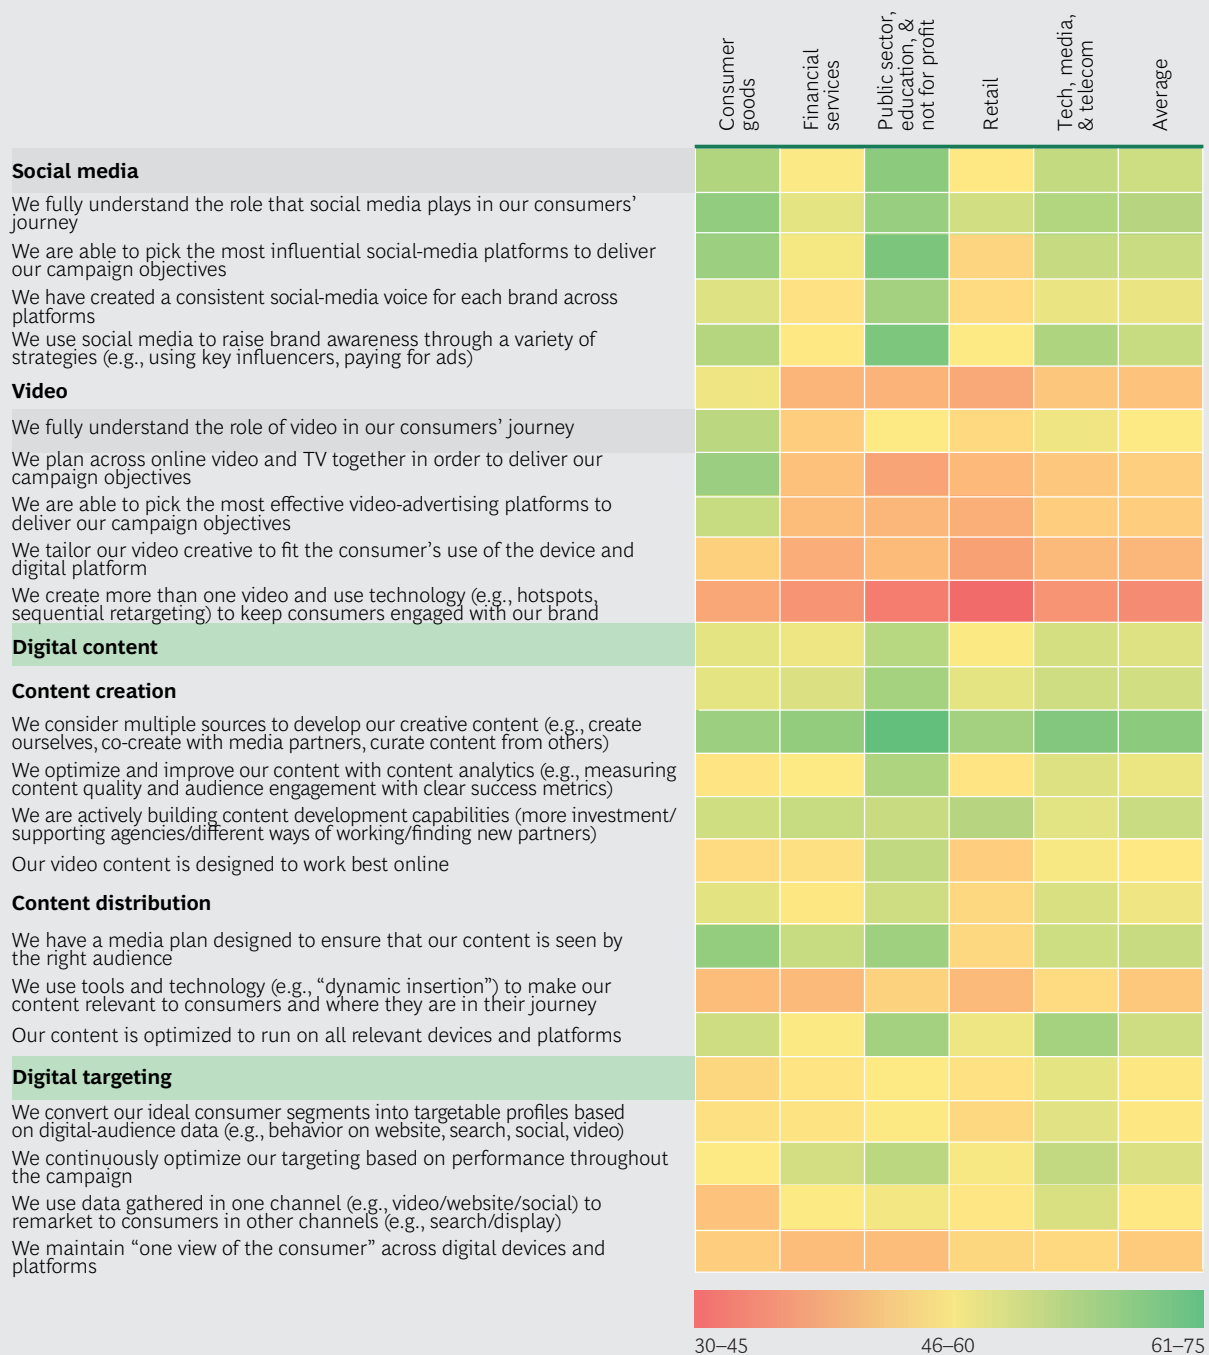 Consumer
goods
Financial
services
Public sector,
education, &
not for profit
Retail
Tech, media,
& telecom
Average
Social media
We fully understand the role that social media plays in our consumers’
journey
We are able to pick the most influential social-media platforms to deliver
our campaign objectives
We have created a consistent social-media voice for each brand across
platforms
We use social media to raise brand awareness through a variety of
strategies (e.g., using key influencers, paying for ads)
Video
We fully understand the role of video in our consumers’ journey
We plan across online video and TV together in order to deliver our
campaign objectives
We are able to pick the most effective video-advertising platforms to
deliver our campaign objectives
We tailor our video creative to fit the consumer’s use of the device and
digital platform
We create more than one video and use technology (e.g., hotspots,
sequential retargeting) to keep consumers engaged with our brand
Digital content
Content creation
We consider multiple sources to develop our creative content (e.g., create
ourselves, co-create with media partners, curate content from others)
We optimize and improve our content with content analytics (e.g., measuring
content quality and audience engagement with clear success metrics)
We are actively building content development capabilities (more investment/
supporting agencies/different ways of working/finding new partners)
Our video content is designed to work best online
Content distribution
We have a media plan designed to ensure that our content is seen by
the right audience
We use tools and technology (e.g., “dynamic insertion”) to make our
content relevant to consumers and where they are in their journey
Our content is optimized to run on all relevant devices and platforms
Digital targeting
We convert our ideal consumer segments into targetable profiles based
on digital-audience data (e.g., behavior on website, search, social, video)
We continuously optimize our targeting based on performance throughout
the campaign
We use data gathered in one channel (e.g., video/website/social) to
remarket to consumers in other channels (e.g., search/display)
We maintain “one view of the consumer” across digital devices and
platforms
30–45
46–60
61–75